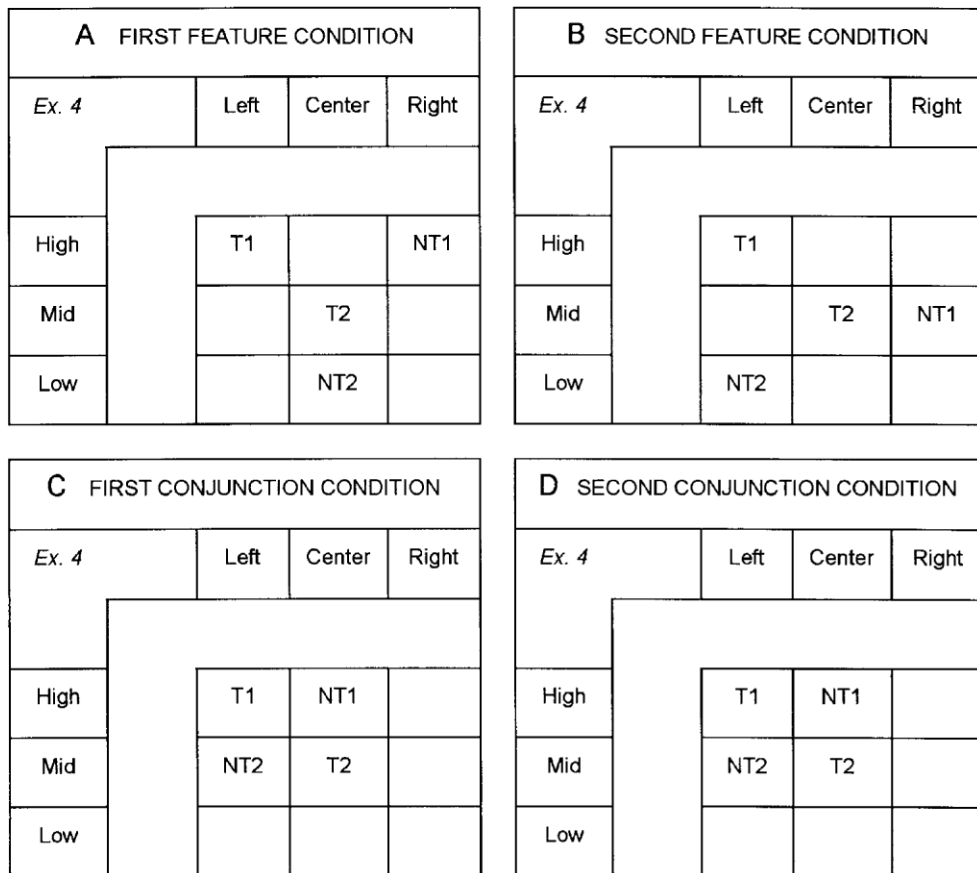 A FIRST FEATURE CONDITION
Ex. 4 Left Center Right
High T1 NT1
Mid T2
Low NT2
B SECOND FEATURE CONDITION
Ex. 4 Left Center Right
High T1
Mid T2 NT1
Low NT2
C FIRST CONJUNCTION CONDITION
Ex. 4 Left Center Right
High T1 NT1
Mid NT2 T2
Low
D SECOND CONJUNCTION CONDITION
Ex. 4 Left Center Right
High T1 NT1
Mid NT2 T2
Low